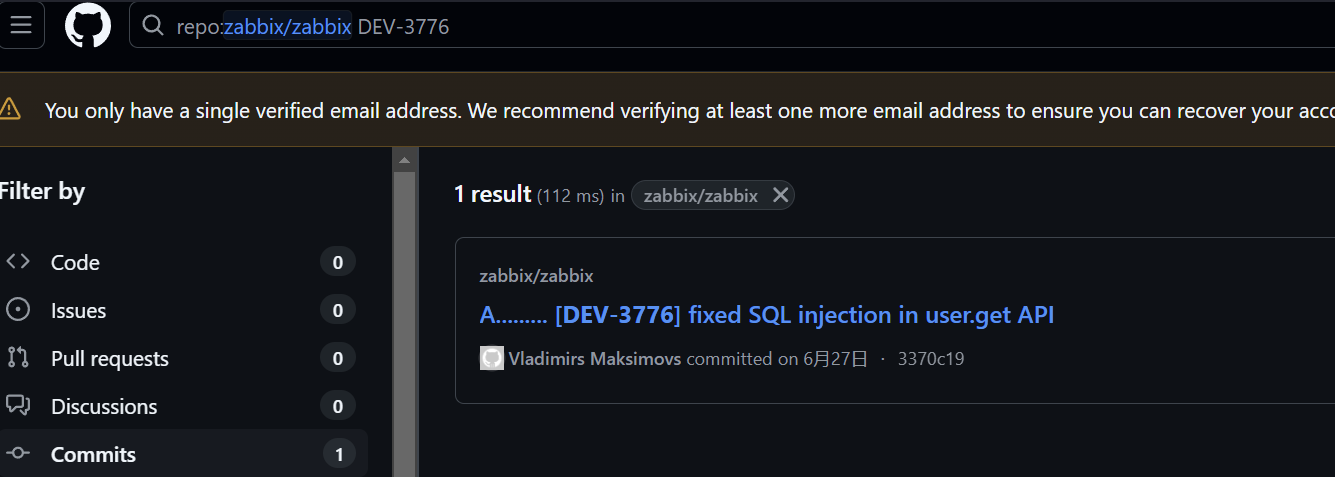 repo:zabbix/zabbix DEV-3776
You only have a single verified email address. We recommend verifying at least one more email address to ensure you can recover your acc
Filter by
1 result (112 ms) in zabbix/zabbix
Code 0
Issues 0
Pull requests 0
Discussions 0
Commits 1
zabbix/zabbix
A......... [DEV-3776] fixed SQL injection in user.get API
Vladimirs Maksimovs committed on 6月27日 · 3370c19